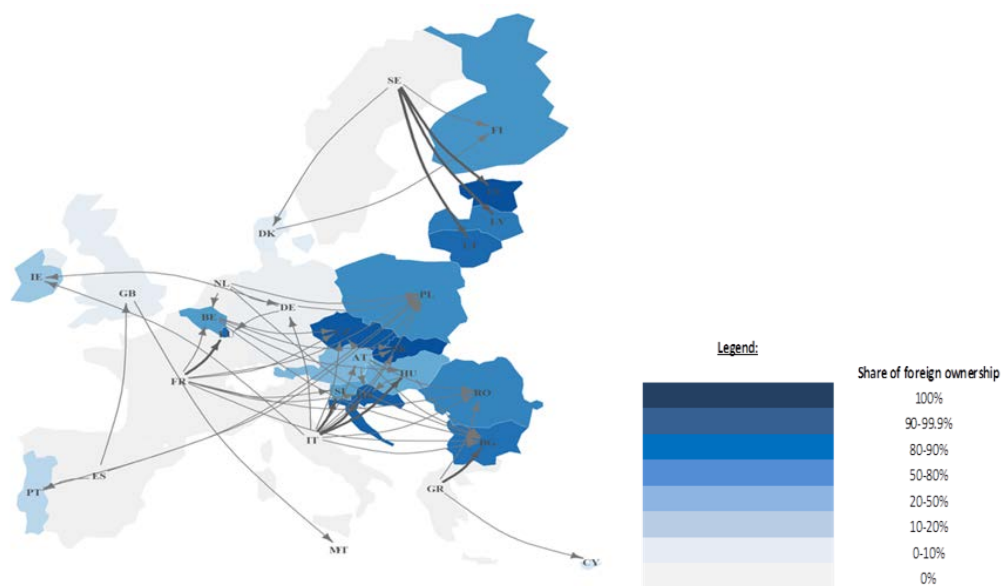 SE
FI
LV
LT
DK
IE
GB
NL
DE
PL
BE
AT
HU
FR
SI
RO
IT
BG
ES
PT
GR
MT
CY
Legend:
Share of foreign ownership
100%
90-99.9%
80-90%
50-80%
20-50%
10-20%
0-10%
0%